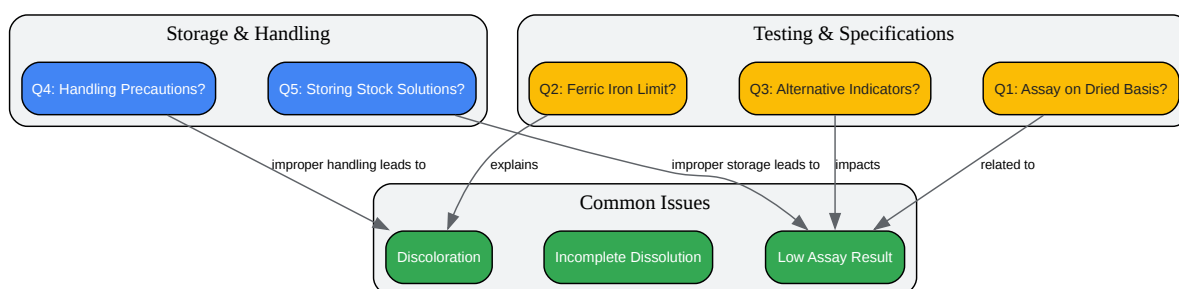 Storage & Handling
Testing & Specifications
Q4: Handling Precautions?
Q5: Storing Stock Solutions?
Q2: Ferric Iron Limit?
Q3: Alternative Indicators?
Q1: Assay on Dried Basis?
improper handling leads to
explains
improper storage leads to
impacts
related to
Common Issues
Discoloration
Incomplete Dissolution
Low Assay Result